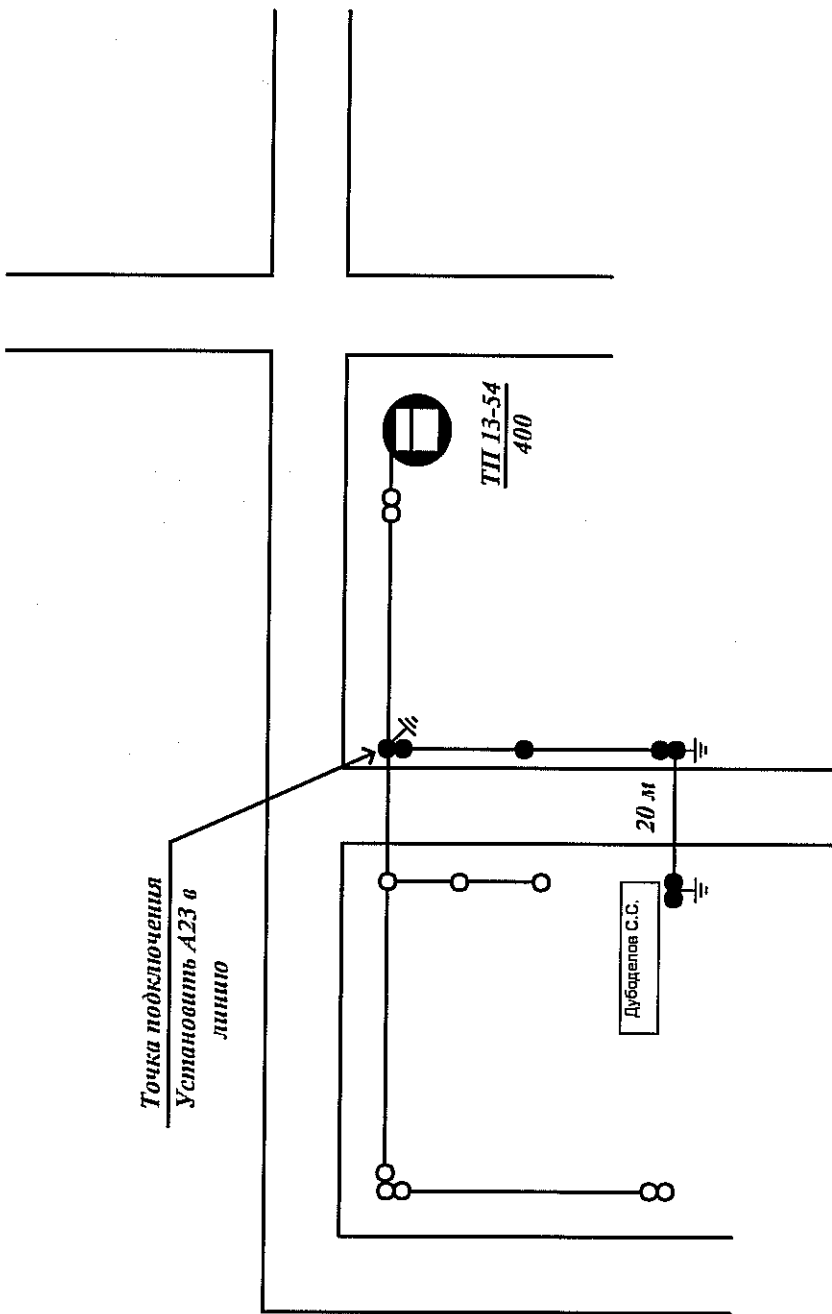 Точка подключения
Установить А23 в
линию
ТП 13-54
400
20 м
Дубоделов С.С.